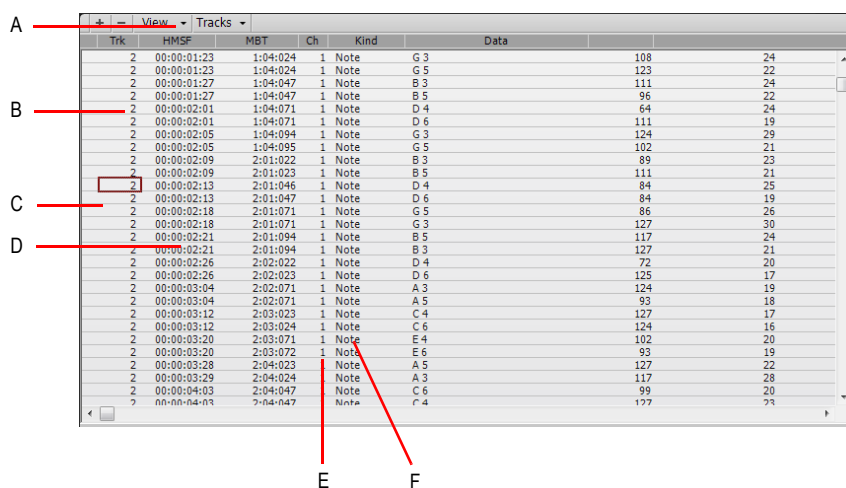 + − View Tracks
Trk HMSF MBT Ch Kind Data
2 00:00:01:23 1:04:024 1 Note G 3 108 24
2 00:00:01:23 1:04:024 1 Note G 5 123 22
2 00:00:01:27 1:04:047 1 Note B 3 111 24
2 00:00:01:27 1:04:047 1 Note B 5 96 22
2 00:00:02:01 1:04:071 1 Note D 4 64 24
2 00:00:02:01 1:04:071 1 Note D 6 111 19
2 00:00:02:05 1:04:094 1 Note G 3 124 29
2 00:00:02:05 1:04:095 1 Note G 5 102 21
2 00:00:02:09 2:01:022 1 Note B 3 89 23
2 00:00:02:09 2:01:023 1 Note B 5 111 21
2 00:00:02:13 2:01:046 1 Note D 4 84 25
2 00:00:02:13 2:01:047 1 Note D 6 84 19
2 00:00:02:18 2:01:071 1 Note G 5 86 26
2 00:00:02:18 2:01:071 1 Note G 3 127 30
2 00:00:02:21 2:01:094 1 Note B 5 117 24
2 00:00:02:21 2:01:094 1 Note B 3 127 21
2 00:00:02:26 2:02:022 1 Note D 4 72 20
2 00:00:02:26 2:02:023 1 Note D 6 125 17
2 00:00:03:04 2:02:071 1 Note A 3 124 19
2 00:00:03:04 2:02:071 1 Note A 5 93 18
2 00:00:03:12 2:03:023 1 Note C 4 127 17
2 00:00:03:12 2:03:024 1 Note C 6 124 16
2 00:00:03:20 2:03:071 1 Note E 4 102 20
2 00:00:03:20 2:03:072 1 Note E 6 93 19
2 00:00:03:28 2:04:023 Note A 5 127 22
2 00:00:03:29 2:04:024 Note A 3 117 28
2 00:00:04:03 2:04:047 Note C 6 99 20
2 00:00:04:03 2:04:047 Note C 4 127 23
A
B
C
D
E F